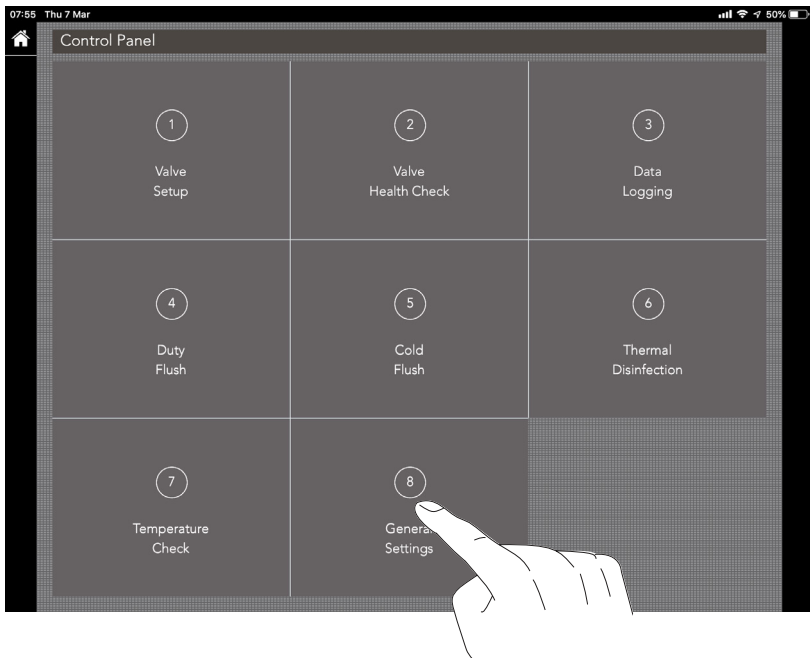 07:55 Thu 7 Mar 50%
Control Panel
1
Valve
Setup
2
Valve
Health Check
3
Data
Logging
4
Duty
Flush
5
Cold
Flush
6
Thermal
Disinfection
7
Temperature
Check
8
General
Settings